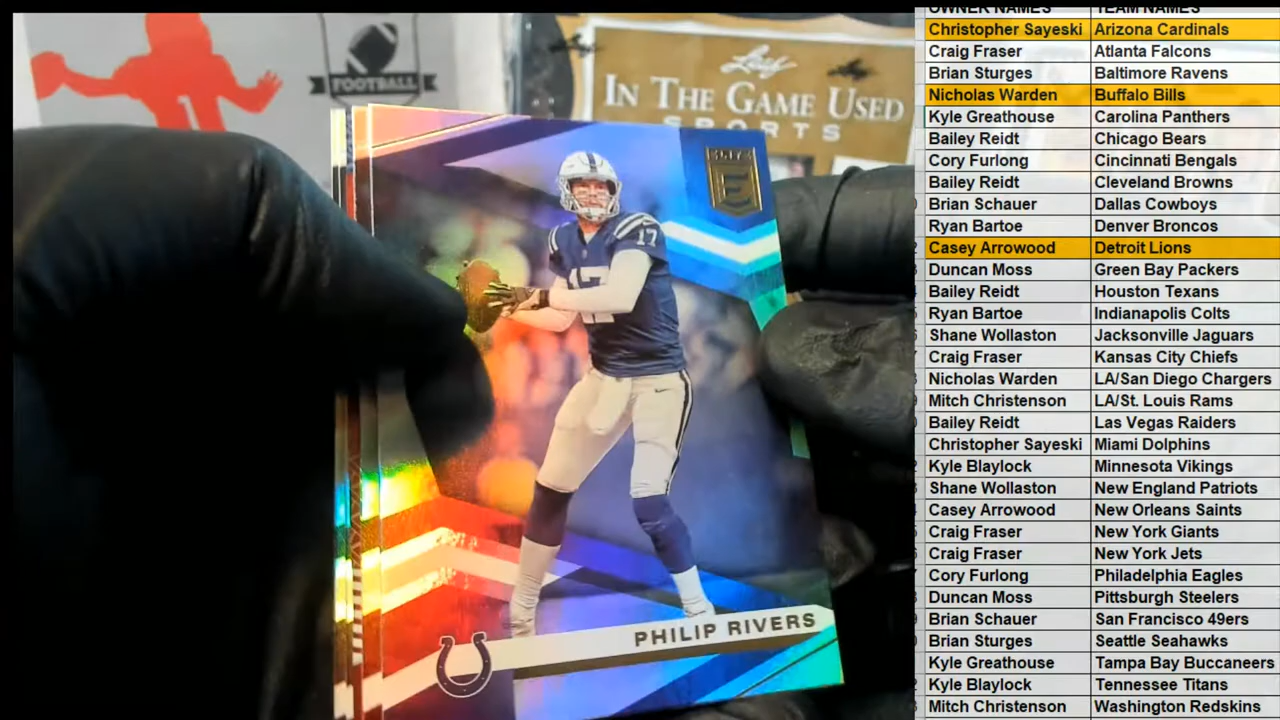 FOOTBALL
Leaf
IN THE GAME USED
SPORTS
E
17
17
PHILIP RIVERS
OWNER NAMES TEAM NAMES
Christopher Sayeski Arizona Cardinals
Craig Fraser Atlanta Falcons
Brian Sturges Baltimore Ravens
Nicholas Warden Buffalo Bills
Kyle Greathouse Carolina Panthers
Bailey Reidt Chicago Bears
Cory Furlong Cincinnati Bengals
Bailey Reidt Cleveland Browns
Brian Schauer Dallas Cowboys
Ryan Bartoe Denver Broncos
Casey Arrowood Detroit Lions
Duncan Moss Green Bay Packers
Bailey Reidt Houston Texans
Ryan Bartoe Indianapolis Colts
Shane Wollaston Jacksonville Jaguars
Craig Fraser Kansas City Chiefs
Nicholas Warden LA/San Diego Chargers
Mitch Christenson LA/St. Louis Rams
Bailey Reidt Las Vegas Raiders
Christopher Sayeski Miami Dolphins
Kyle Blaylock Minnesota Vikings
Shane Wollaston New England Patriots
Casey Arrowood New Orleans Saints
Craig Fraser New York Giants
Craig Fraser New York Jets
Cory Furlong Philadelphia Eagles
Duncan Moss Pittsburgh Steelers
Brian Schauer San Francisco 49ers
Brian Sturges Seattle Seahawks
Kyle Greathouse Tampa Bay Buccaneers
Kyle Blaylock Tennessee Titans
Mitch Christenson Washington Redskins